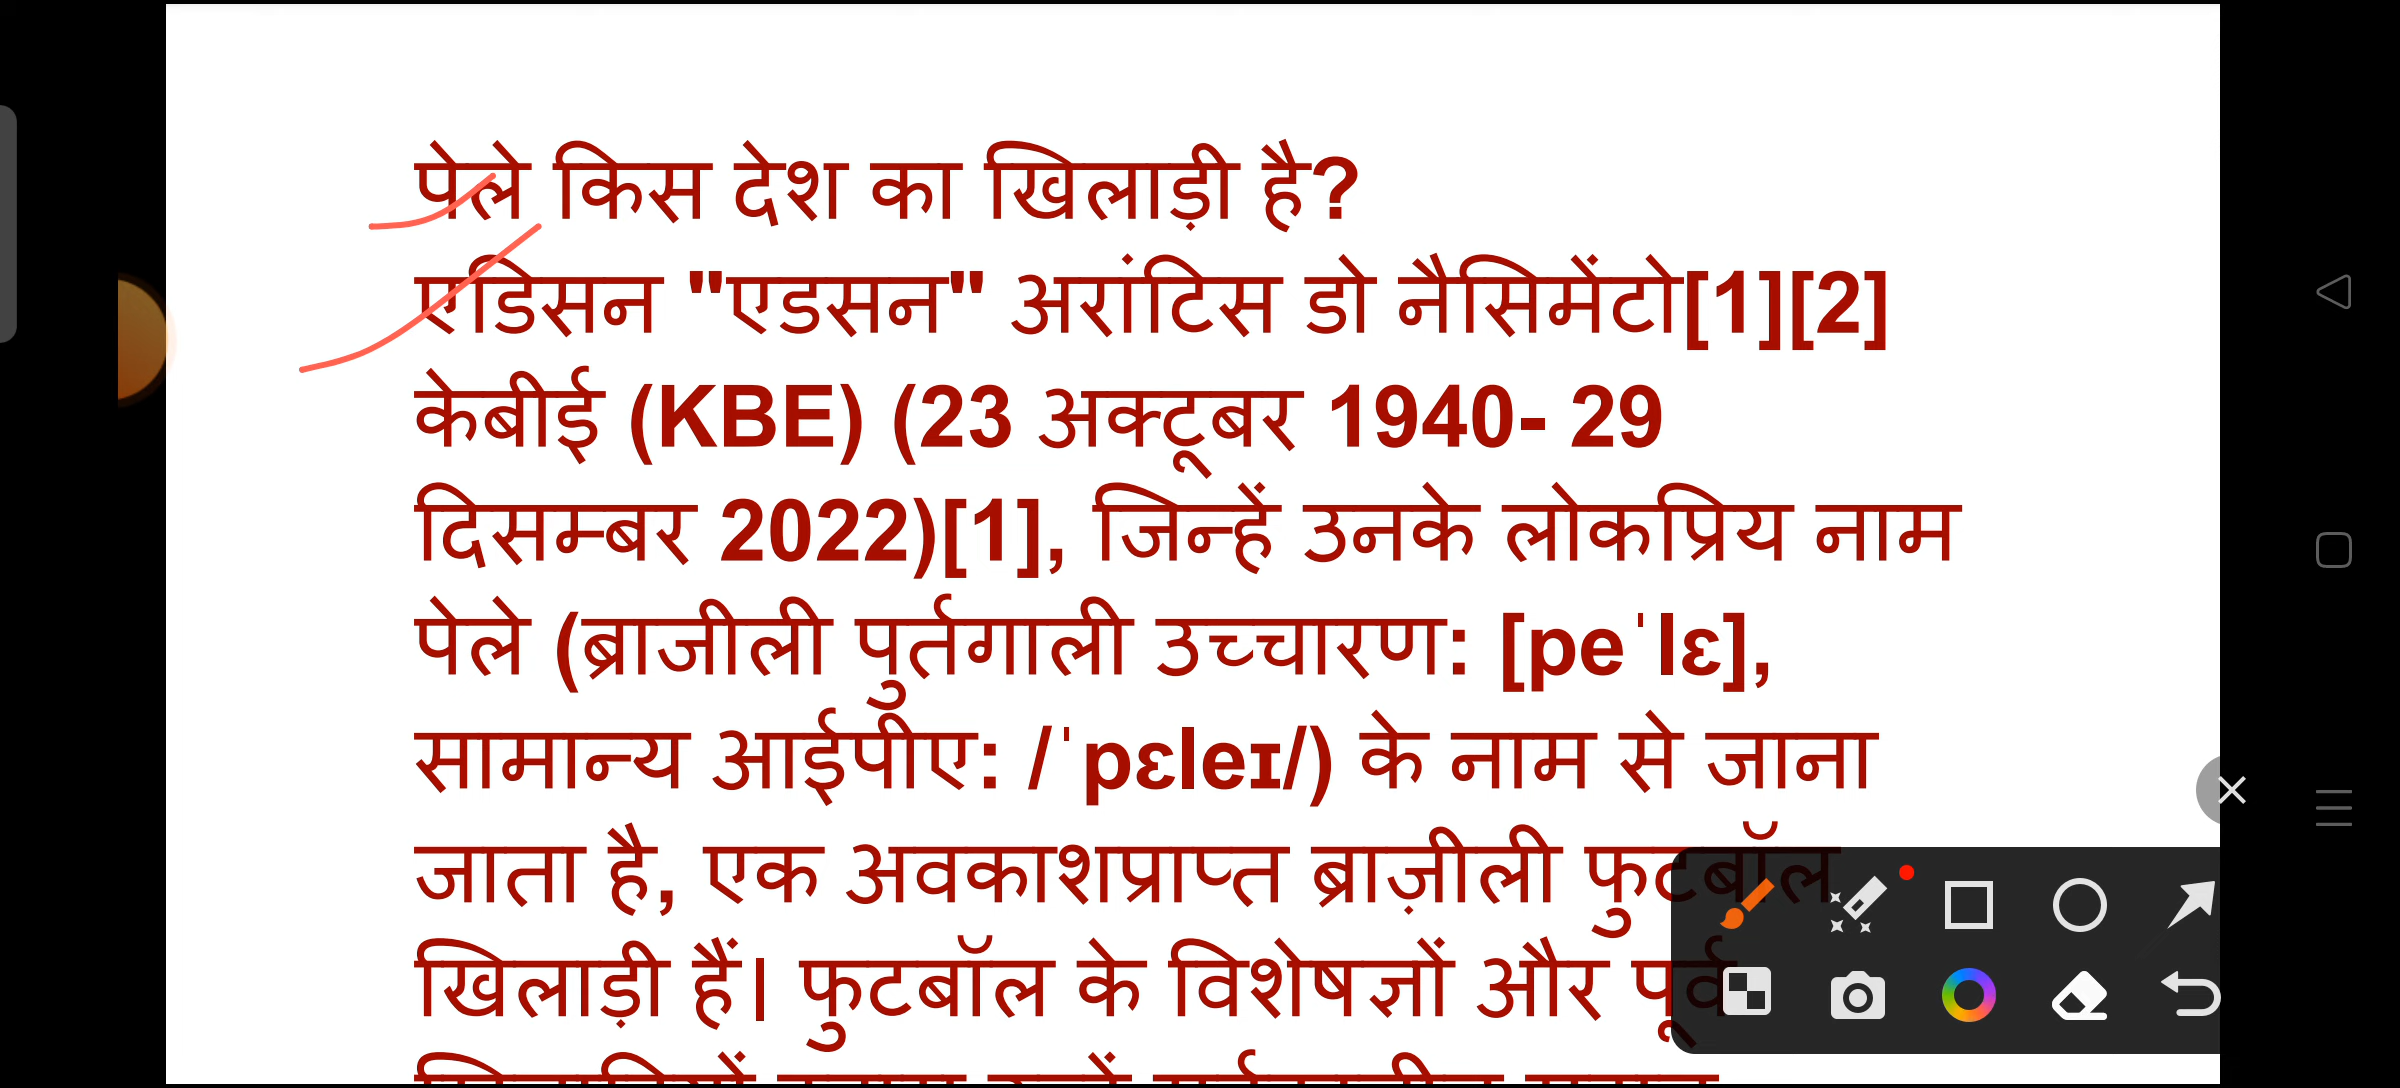 पेले किस देश का खिलाड़ी है?
एडिसन "एडसन" अरांटिस डो नैसिमेंटो[1][2]
केबीई (KBE) (23 अक्टूबर 1940- 29
दिसम्बर 2022)[1], जिन्हें उनके लोकप्रिय नाम
पेले (ब्राजीली पुर्तगाली उच्चारण: [peˈlɛ],
सामान्य आईपीए: /ˈpɛleɪ/) के नाम से जाना
जाता है, एक अवकाशप्राप्त ब्राज़ीली फुटबॉल
खिलाड़ी हैं। फुटबॉल के विशेषज्ञों और पूर्व